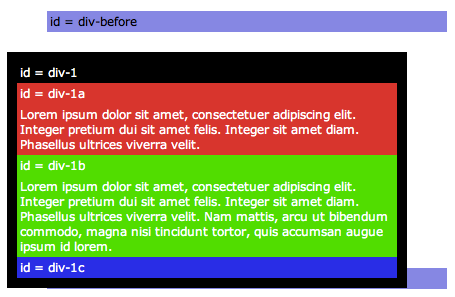 id = div-before
id = div-1
id = div-1a
Lorem ipsum dolor sit amet, consectetuer adipiscing elit.
Integer pretium dui sit amet felis. Integer sit amet diam.
Phasellus ultrices viverra velit.
id = div-1b
Lorem ipsum dolor sit amet, consectetuer adipiscing elit.
Integer pretium dui sit amet felis. Integer sit amet diam.
Phasellus ultrices viverra velit. Nam mattis, arcu ut bibendum
commodo, magna nisi tincidunt tortor, quis accumsan augue
ipsum id lorem.
id = div-1c